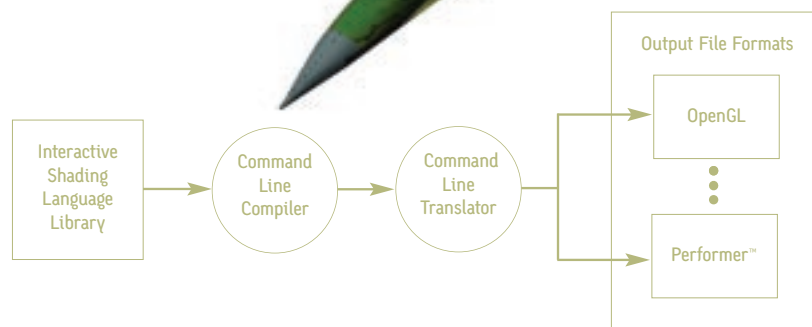 Output File Formats
OpenGL
Interactive
Shading
Language
Library
Command
Line
Compiler
Command
Line
Translator
Performer™